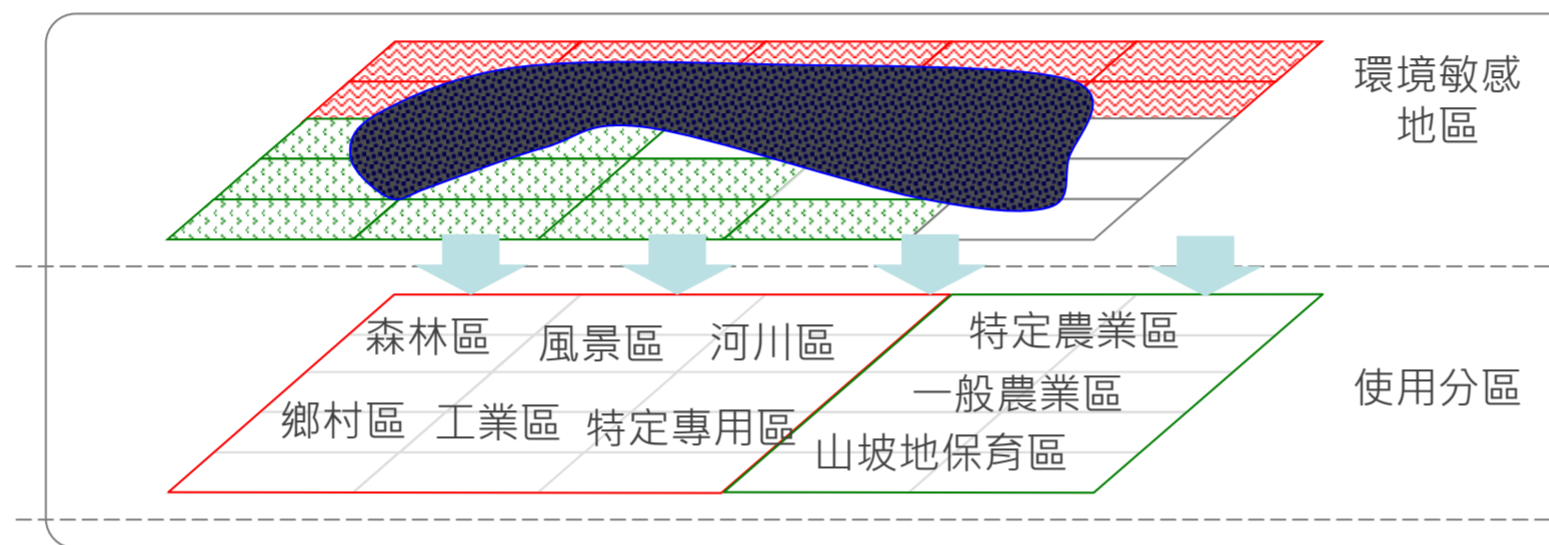 環境敏感
地區
森林區 風景區 河川區 特定農業區
一般農業區
使用分區
鄉村區 工業區 特定專用區
山坡地保育區